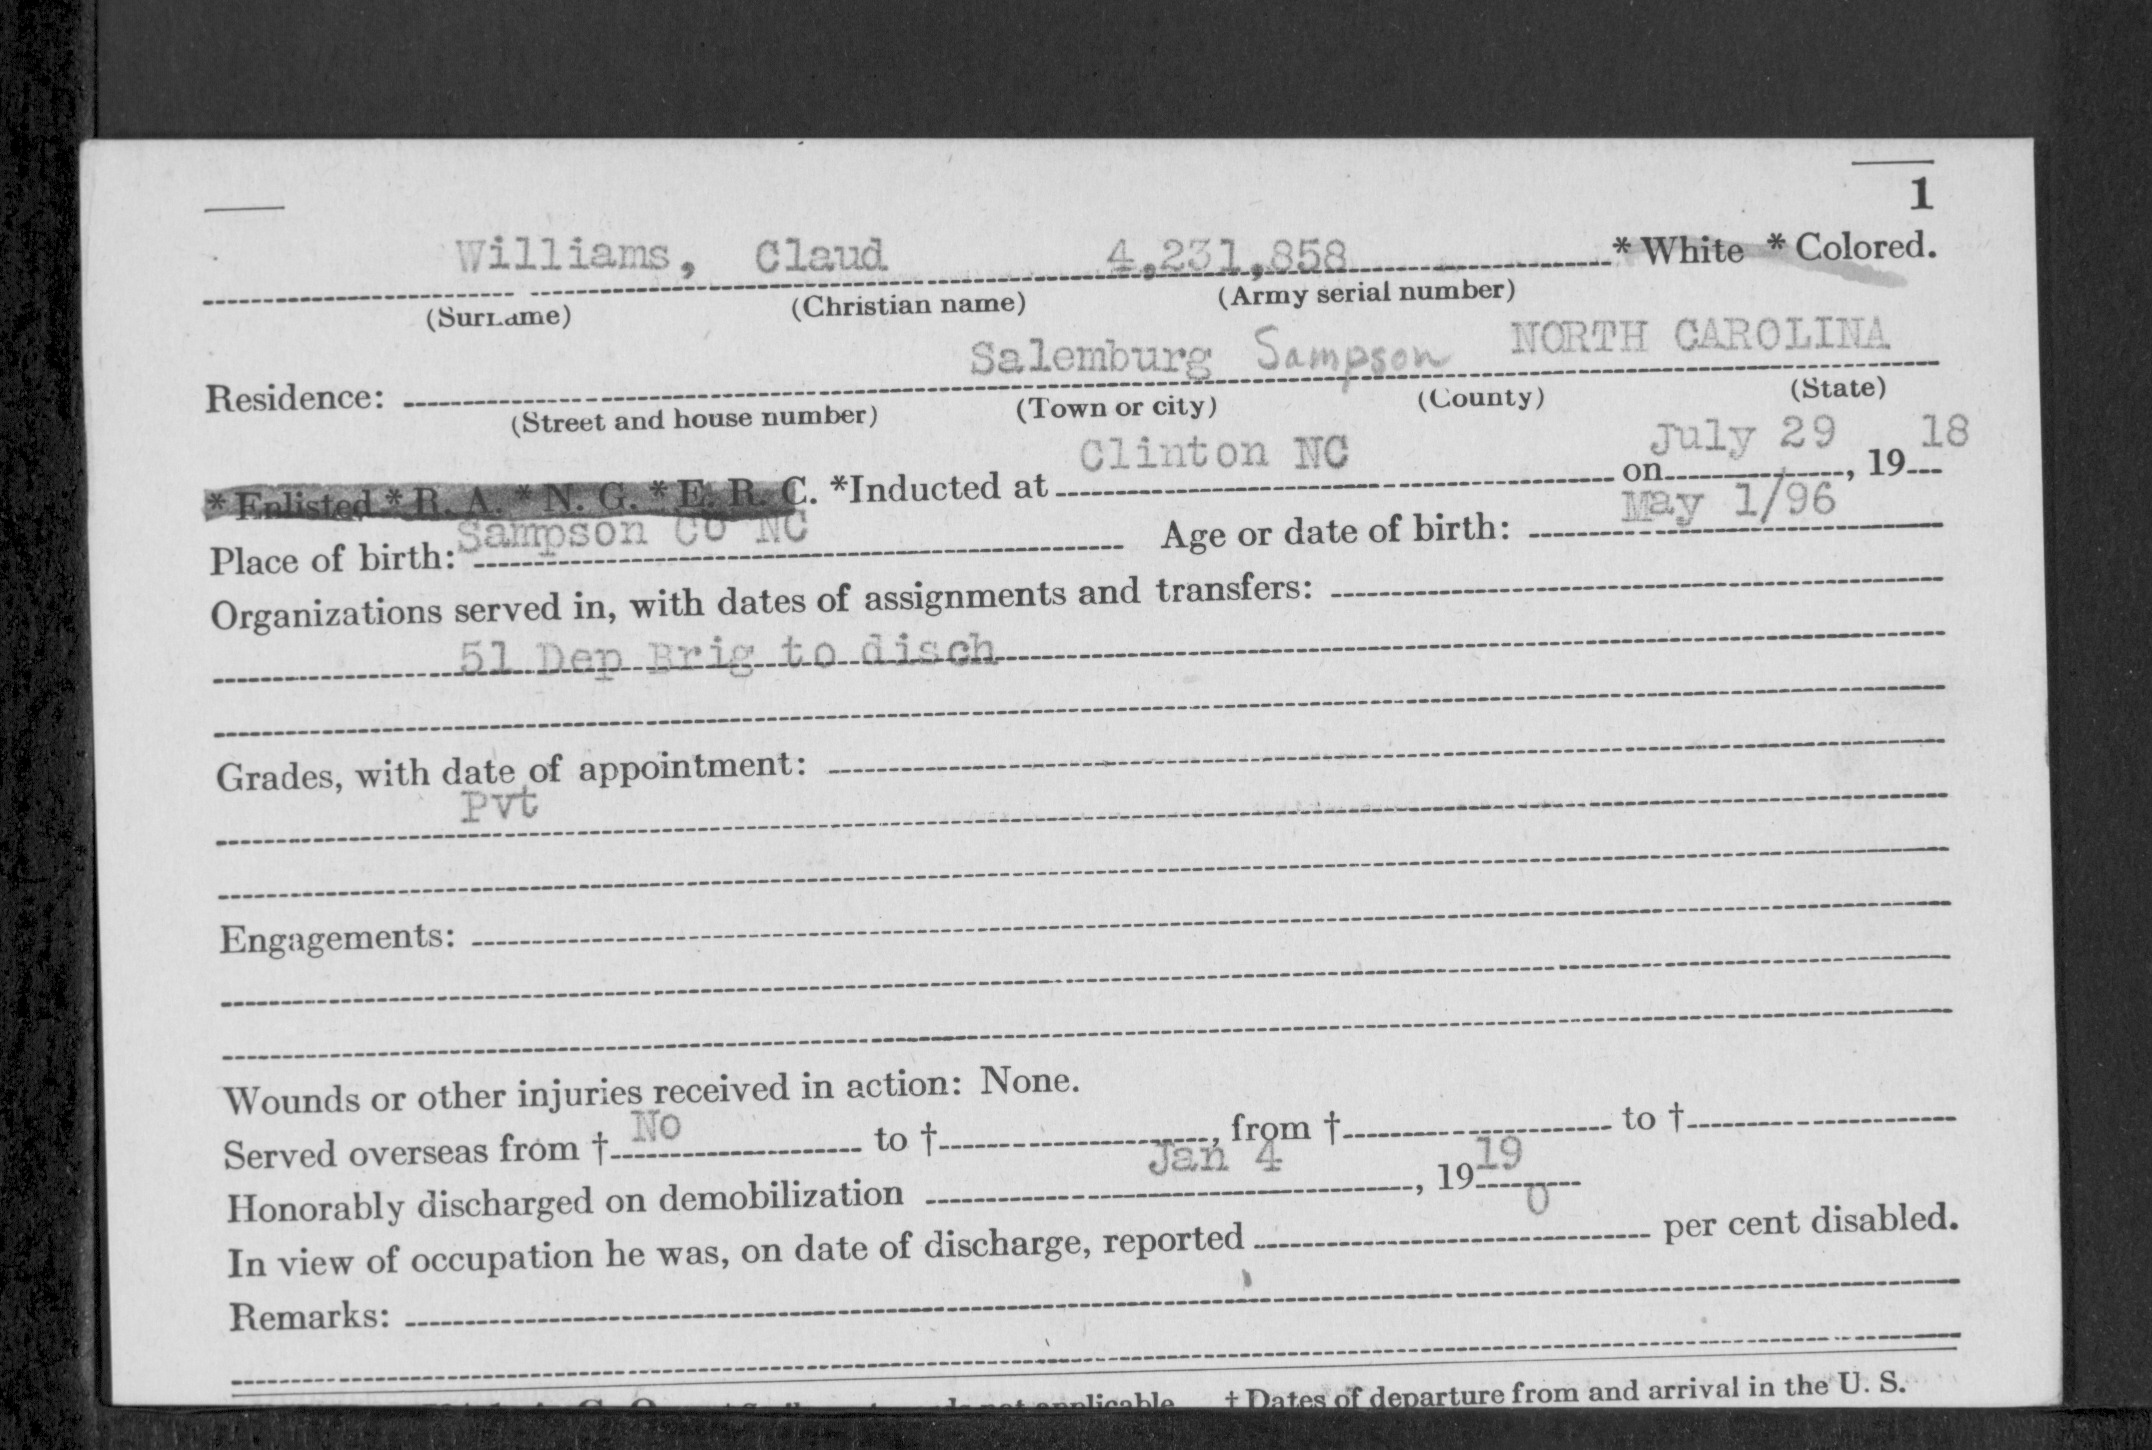 1
Williams, Claud 4,231,858 * White * Colored.
(Surname) (Christian name) (Army serial number)
Salemburg Sampson NORTH CAROLINA
Residence:
(Street and house number) (Town or city) (County) (State)
* Enlisted * R. A. * N. G. * E. R. C. *Inducted at Clinton NC on July 29, 19 18
Place of birth: Sampson Co NC Age or date of birth: May 1/96
Organizations served in, with dates of assignments and transfers:
51 Dep Brig to disch
Grades, with date of appointment:
Pvt
Engagements:
Wounds or other injuries received in action: None.
Served overseas from † No to †, from † to †
Honorably discharged on demobilization Jan 4, 19 19
In view of occupation he was, on date of discharge, reported 0 per cent disabled.
Remarks:
not applicable † Dates of departure from and arrival in the U. S.